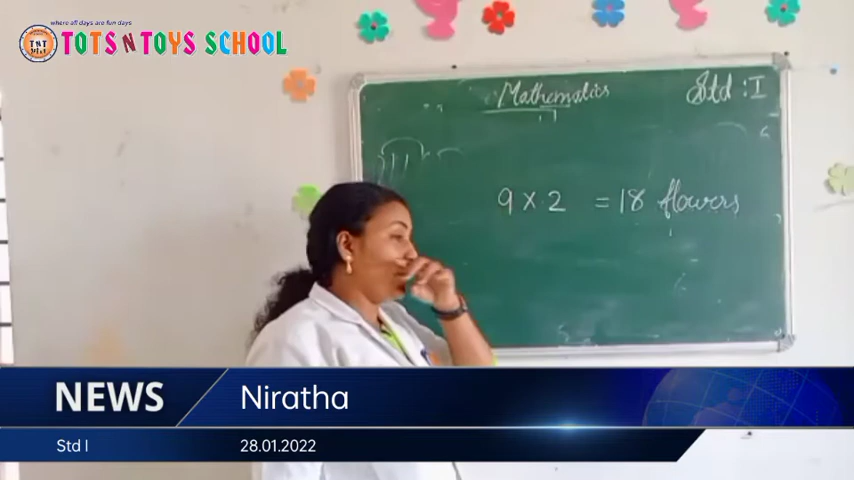 where all days are fun days
TOTS N TOYS SCHOOL
TNT
Mathematics
Std : I
9 x 2 = 18 flowers
NEWS
Niratha
Std I
28.01.2022